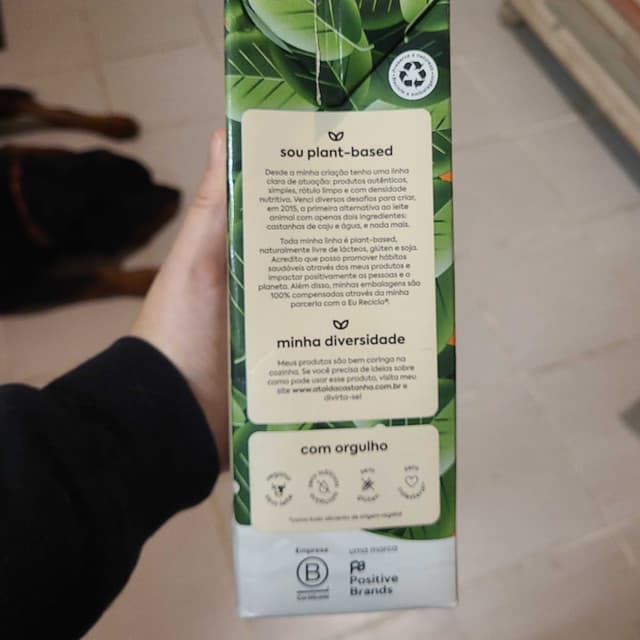 sou plant-based
Desde a minha criação tenho uma linha
clara de atuação: produtos autênticos,
simples, rótulo limpo e com densidade
nutritiva. Venci diversos desafios para criar,
em 2015, a primeira alternativa ao leite
animal com apenas dois ingredientes:
castanhas de caju e água, e nada mais.
Toda minha linha é plant-based,
naturalmente livre de lácteos, glúten e soja.
Acredito que posso promover hábitos
saudáveis através dos meus produtos e
impactar positivamente as pessoas e o
planeta. Além disso, minhas embalagens são
100% compensadas através da minha
parceria com o Eu Reciclo®.
minha diversidade
Meus produtos são bem coringa na
cozinha. Se você precisa de ideias sobre
como pode usar esse produto, visita meu
site www.ataldacastanha.com.br e
divirta-se!
com orgulho
Empresa
B
Certificada
uma marca
Positive
Brands